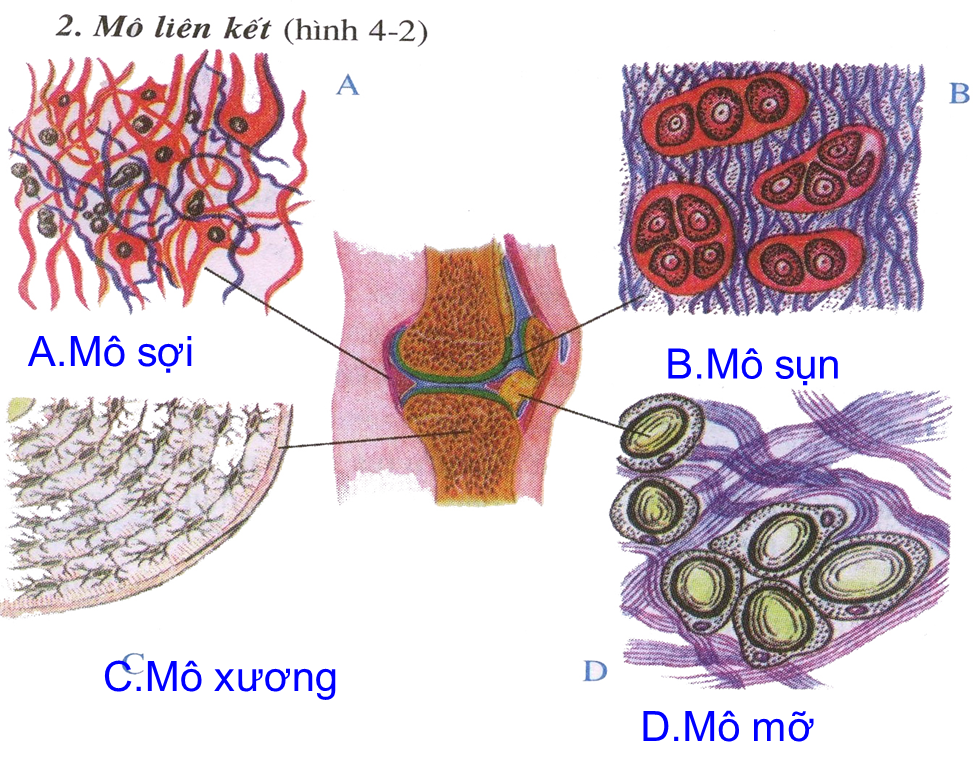 2. Mô liên kết (hình 4-2)
A
B
A.Mô sợi
B.Mô sụn
C
C.Mô xương
D
D.Mô mỡ